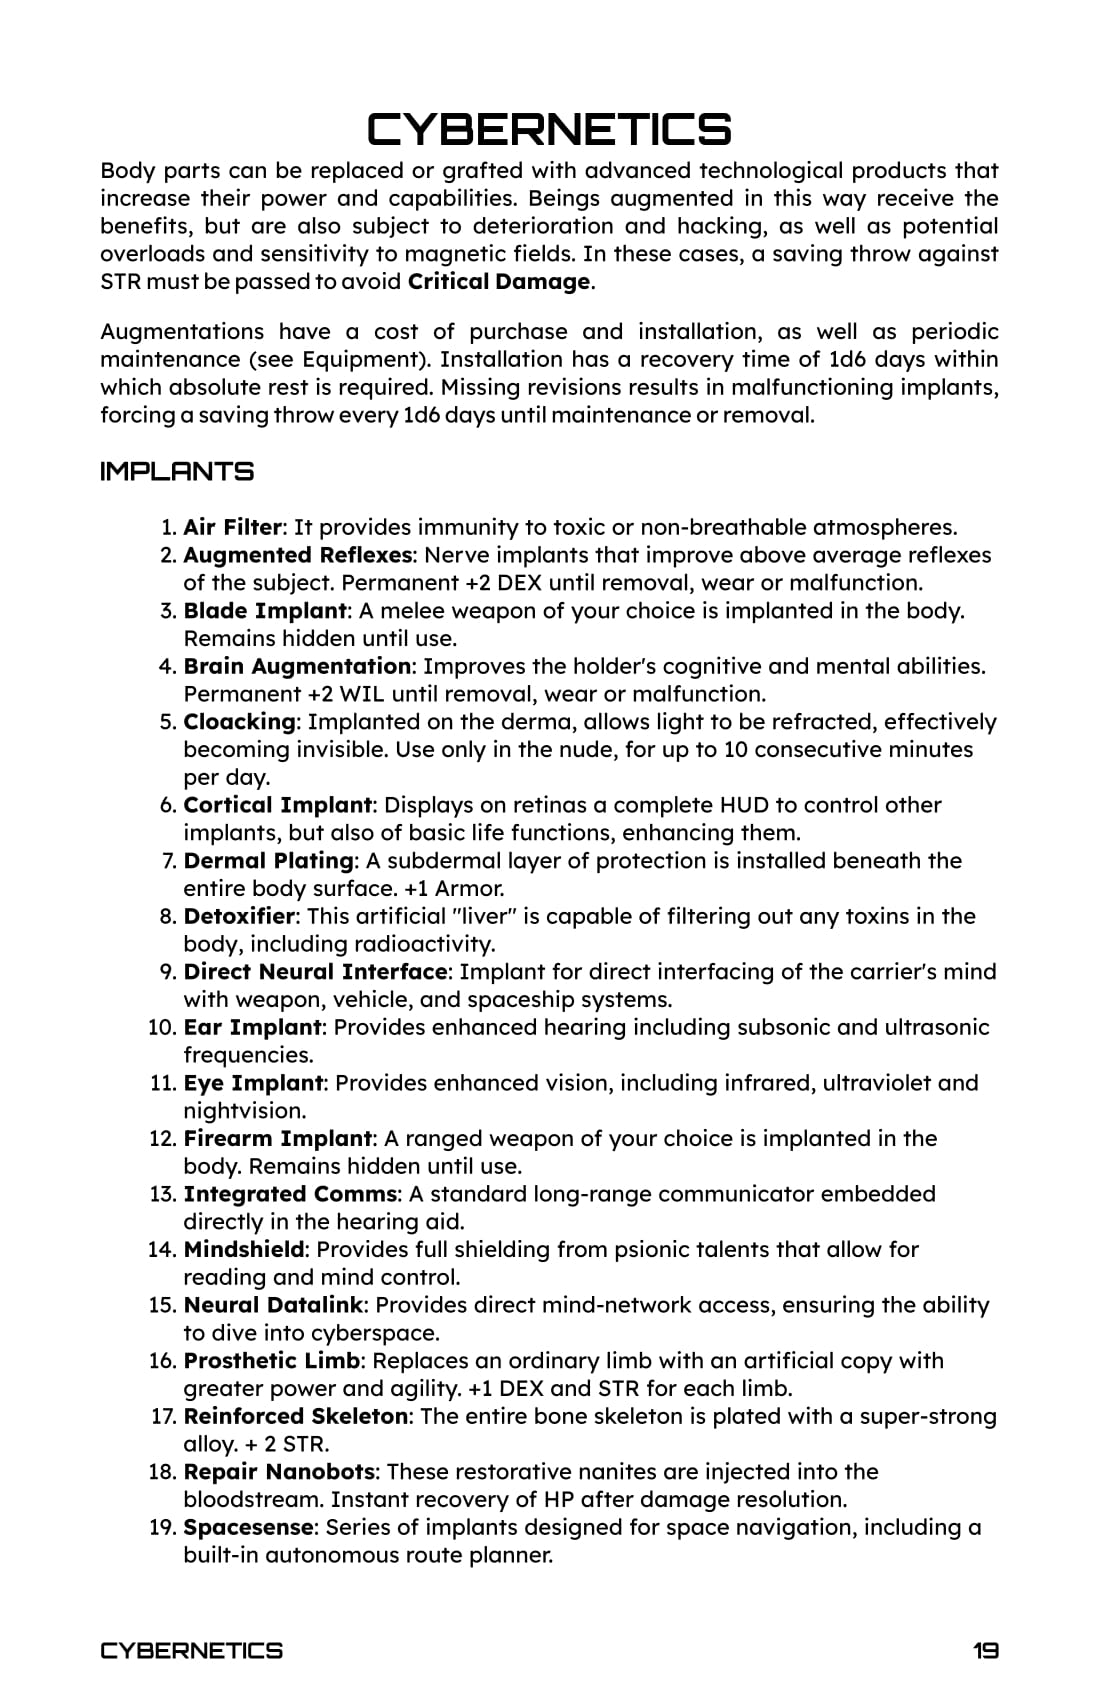 CYBERNETICS
Body parts can be replaced or grafted with advanced technological products that
increase their power and capabilities. Beings augmented in this way receive the
benefits, but are also subject to deterioration and hacking, as well as potential
overloads and sensitivity to magnetic fields. In these cases, a saving throw against
STR must be passed to avoid Critical Damage.
Augmentations have a cost of purchase and installation, as well as periodic
maintenance (see Equipment). Installation has a recovery time of 1d6 days within
which absolute rest is required. Missing revisions results in malfunctioning implants,
forcing a saving throw every 1d6 days until maintenance or removal.
IMPLANTS
1. Air Filter: It provides immunity to toxic or non-breathable atmospheres.
2. Augmented Reflexes: Nerve implants that improve above average reflexes
of the subject. Permanent +2 DEX until removal, wear or malfunction.
3. Blade Implant: A melee weapon of your choice is implanted in the body.
Remains hidden until use.
4. Brain Augmentation: Improves the holder's cognitive and mental abilities.
Permanent +2 WIL until removal, wear or malfunction.
5. Cloacking: Implanted on the derma, allows light to be refracted, effectively
becoming invisible. Use only in the nude, for up to 10 consecutive minutes
per day.
6. Cortical Implant: Displays on retinas a complete HUD to control other
implants, but also of basic life functions, enhancing them.
7. Dermal Plating: A subdermal layer of protection is installed beneath the
entire body surface. +1 Armor.
8. Detoxifier: This artificial "liver" is capable of filtering out any toxins in the
body, including radioactivity.
9. Direct Neural Interface: Implant for direct interfacing of the carrier's mind
with weapon, vehicle, and spaceship systems.
10. Ear Implant: Provides enhanced hearing including subsonic and ultrasonic
frequencies.
11. Eye Implant: Provides enhanced vision, including infrared, ultraviolet and
nightvision.
12. Firearm Implant: A ranged weapon of your choice is implanted in the
body. Remains hidden until use.
13. Integrated Comms: A standard long-range communicator embedded
directly in the hearing aid.
14. Mindshield: Provides full shielding from psionic talents that allow for
reading and mind control.
15. Neural Datalink: Provides direct mind-network access, ensuring the ability
to dive into cyberspace.
16. Prosthetic Limb: Replaces an ordinary limb with an artificial copy with
greater power and agility. +1 DEX and STR for each limb.
17. Reinforced Skeleton: The entire bone skeleton is plated with a super-strong
alloy. + 2 STR.
18. Repair Nanobots: These restorative nanites are injected into the
bloodstream. Instant recovery of HP after damage resolution.
19. Spacesense: Series of implants designed for space navigation, including a
built-in autonomous route planner.
CYBERNETICS 19